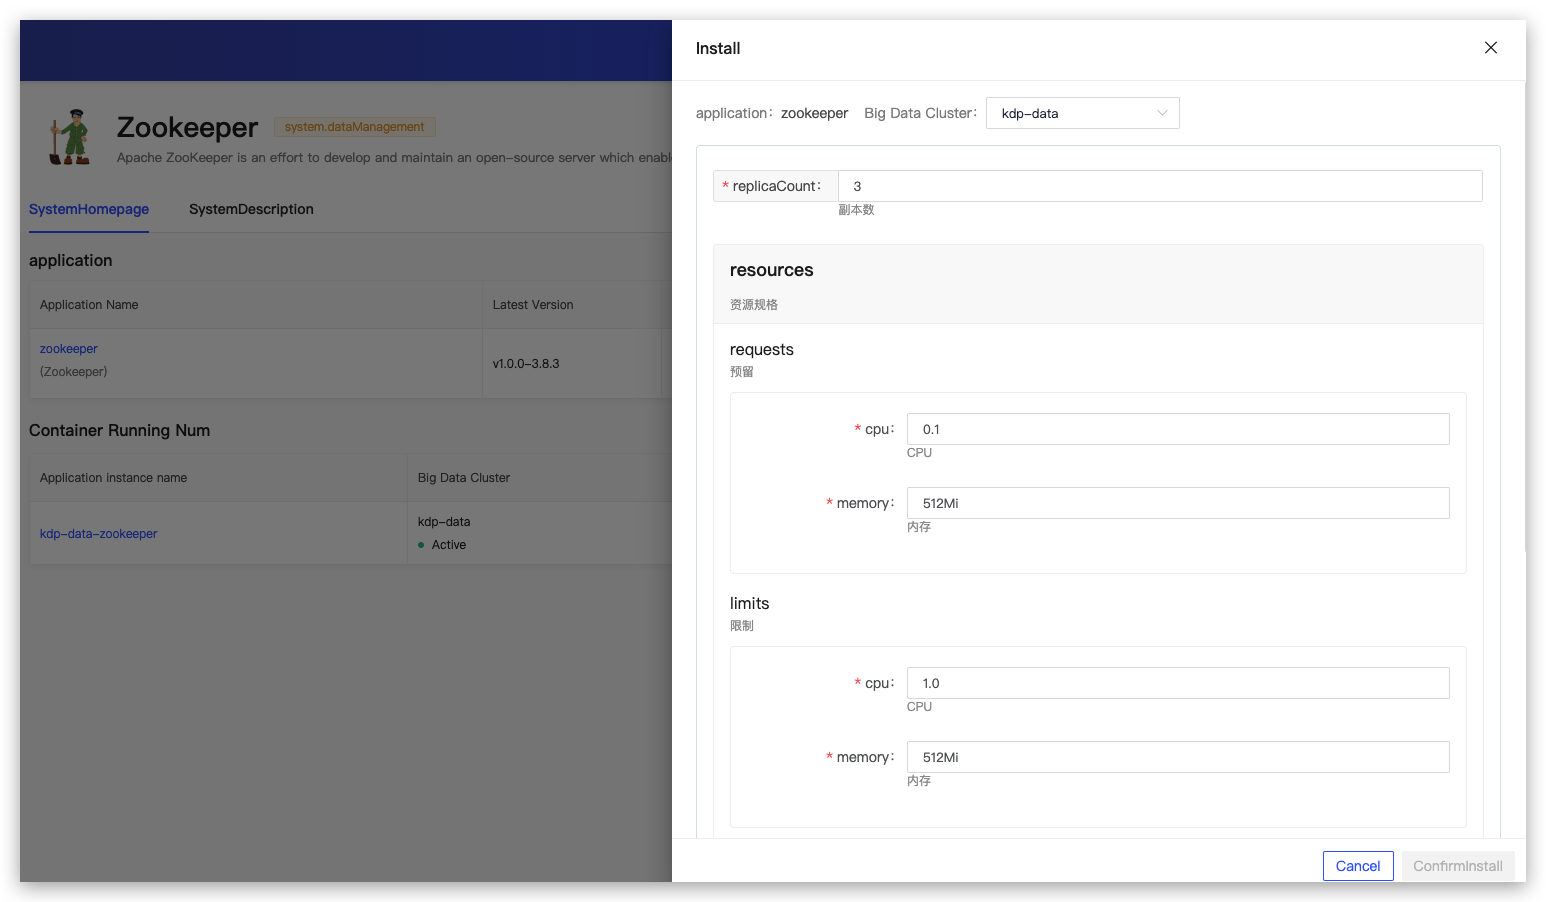 Zookeeper system.dataManagement
Apache ZooKeeper is an effort to develop and maintain an open-source server which enabl
SystemHomepage SystemDescription
application
Application Name Latest Version
zookeeper
(Zookeeper)
v1.0.0-3.8.3
Container Running Num
Application instance name Big Data Cluster
kdp-data-zookeeper
kdp-data
Active
Install
application: zookeeper Big Data Cluster: kdp-data
* replicaCount: 3
副本数
resources
资源规格
requests
预留
* cpu: 0.1
CPU
* memory: 512Mi
内存
limits
限制
* cpu: 1.0
CPU
* memory: 512Mi
内存
Cancel ConfirmInstall